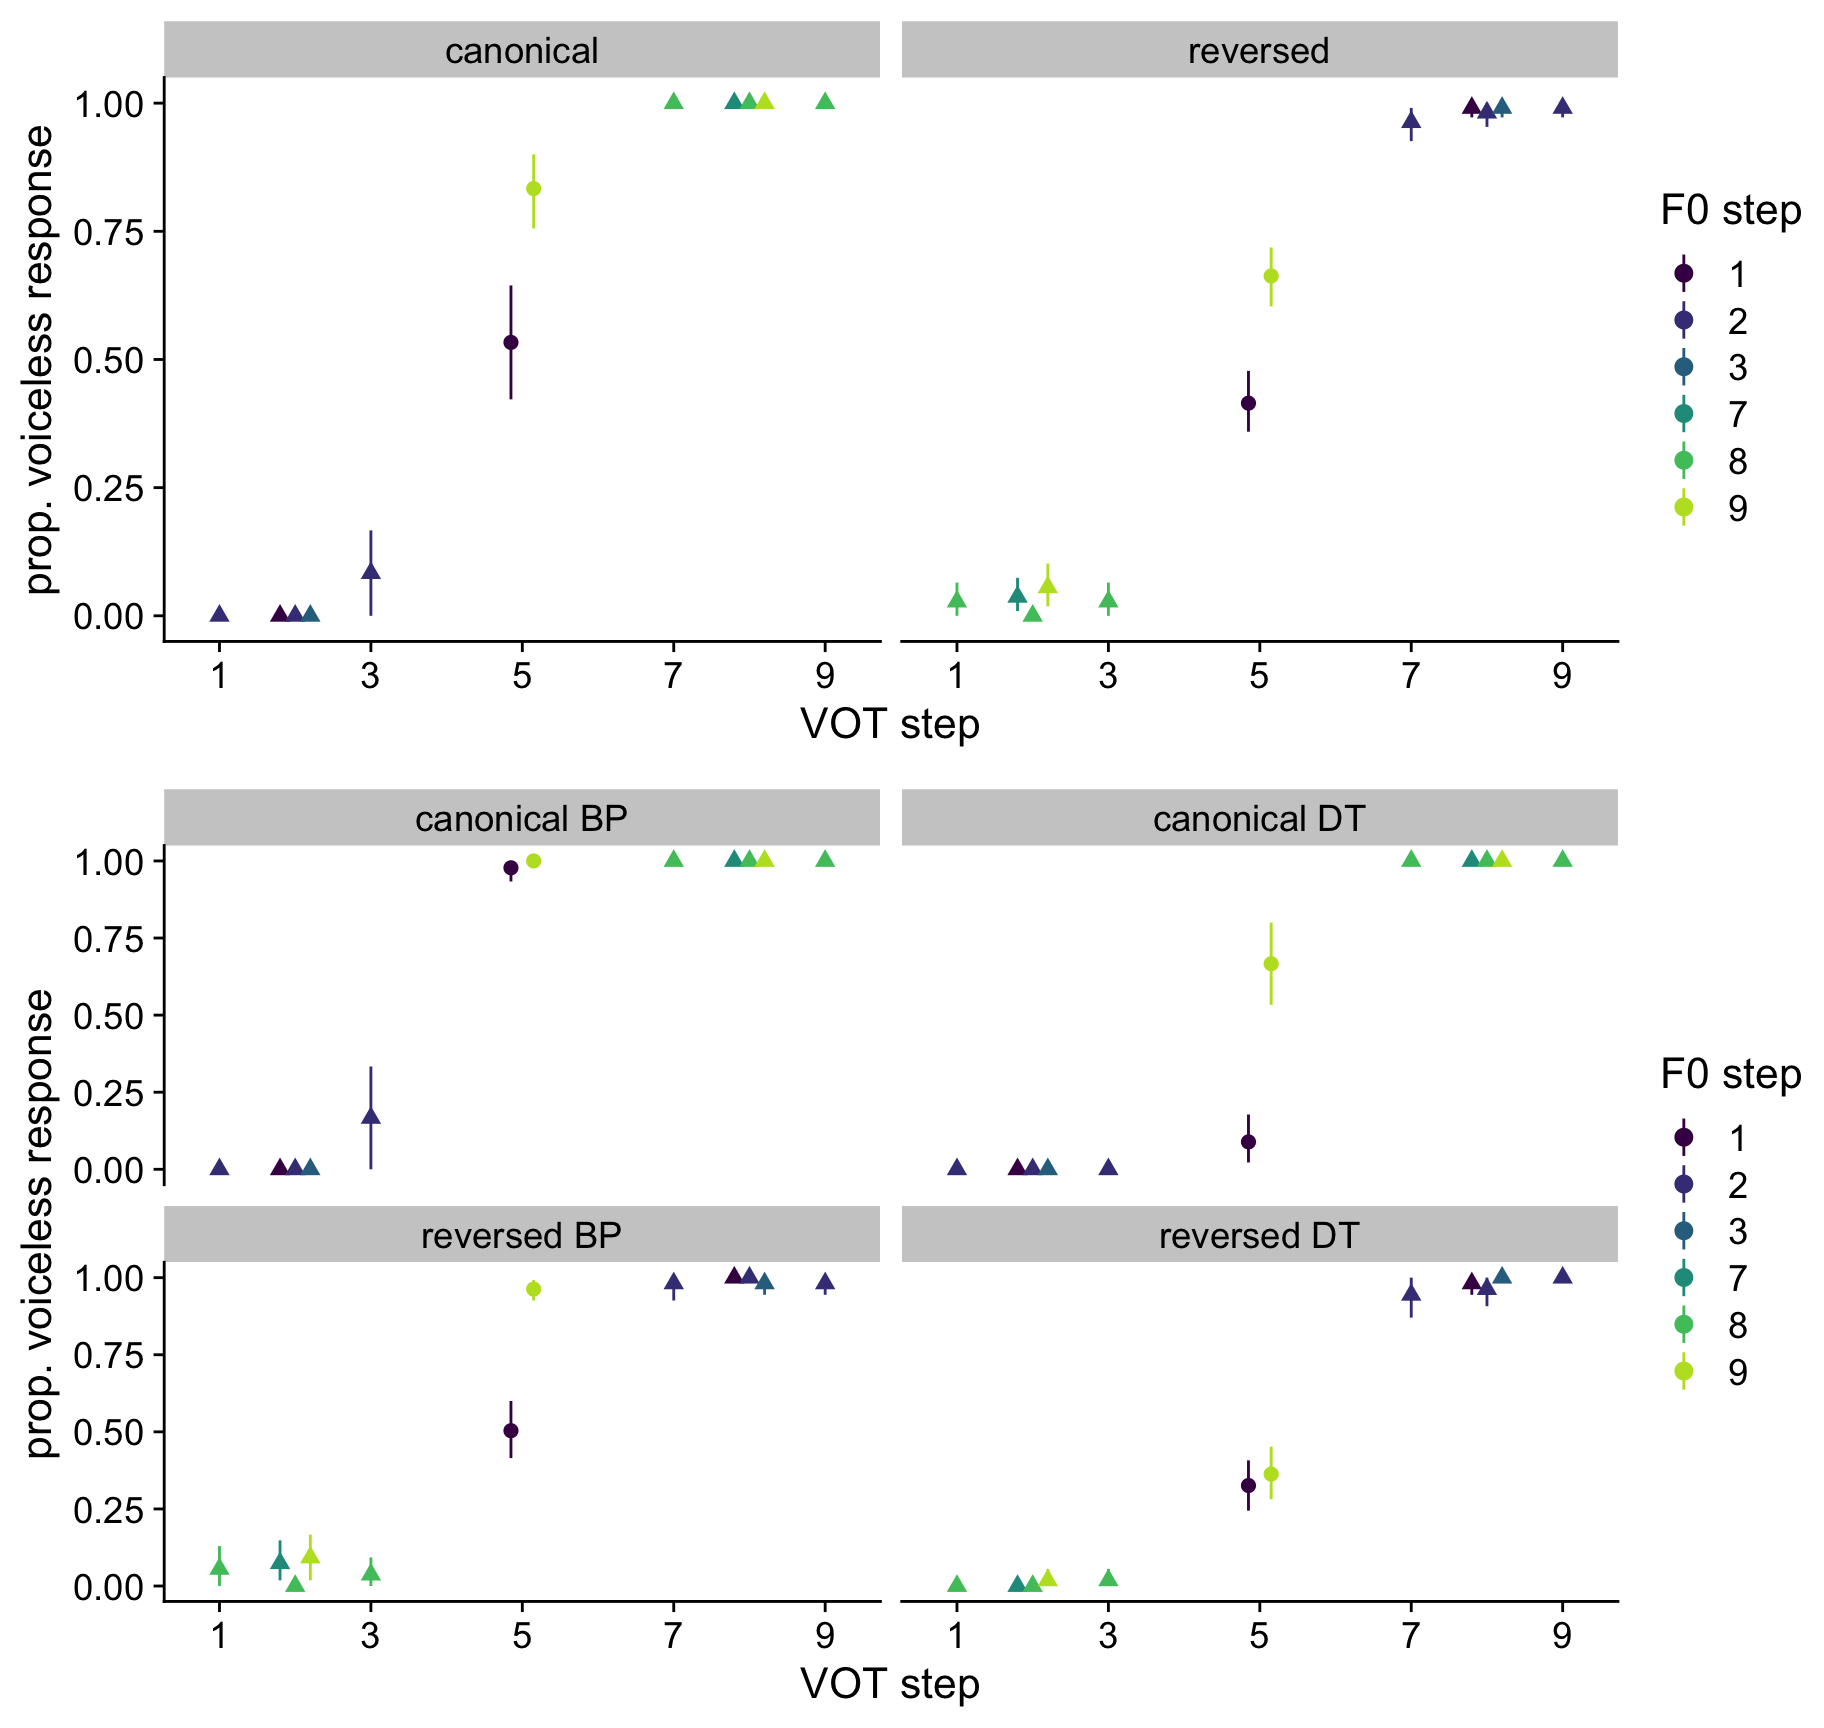 canonical reversed
prop. voiceless response
1.00
0.75
0.50
0.25
0.00
1 3 5 7 9 1 3 5 7 9
VOT step
F0 step
1
2
3
7
8
9
canonical BP canonical DT
prop. voiceless response
1.00
0.75
0.50
0.25
0.00
reversed BP reversed DT
1.00
0.75
0.50
0.25
0.00
1 3 5 7 9 1 3 5 7 9
VOT step
F0 step
1
2
3
7
8
9